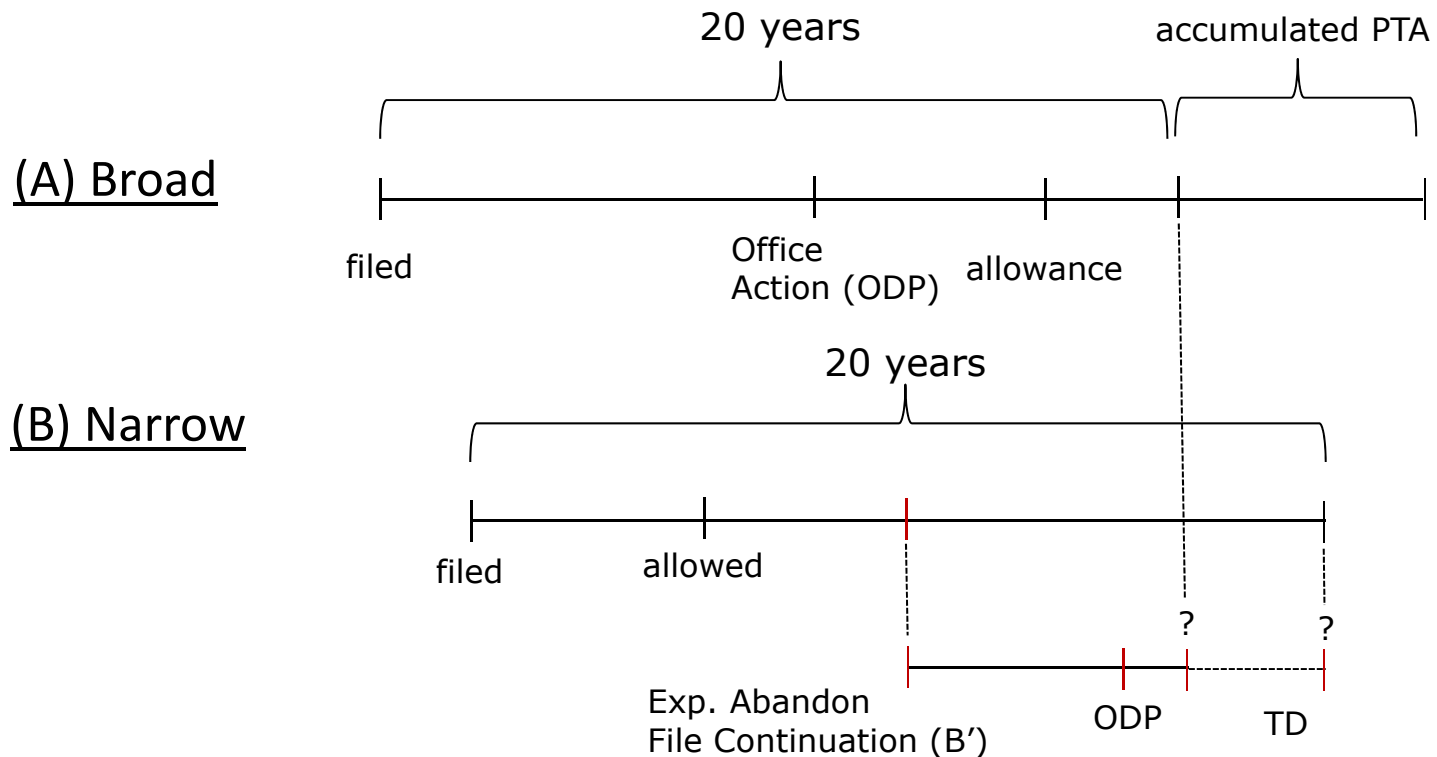 20 years
accumulated PTA
(A) Broad
filed
Office
Action (ODP)
allowance
20 years
(B) Narrow
filed
allowed
?
?
Exp. Abandon
File Continuation (B’)
ODP
TD